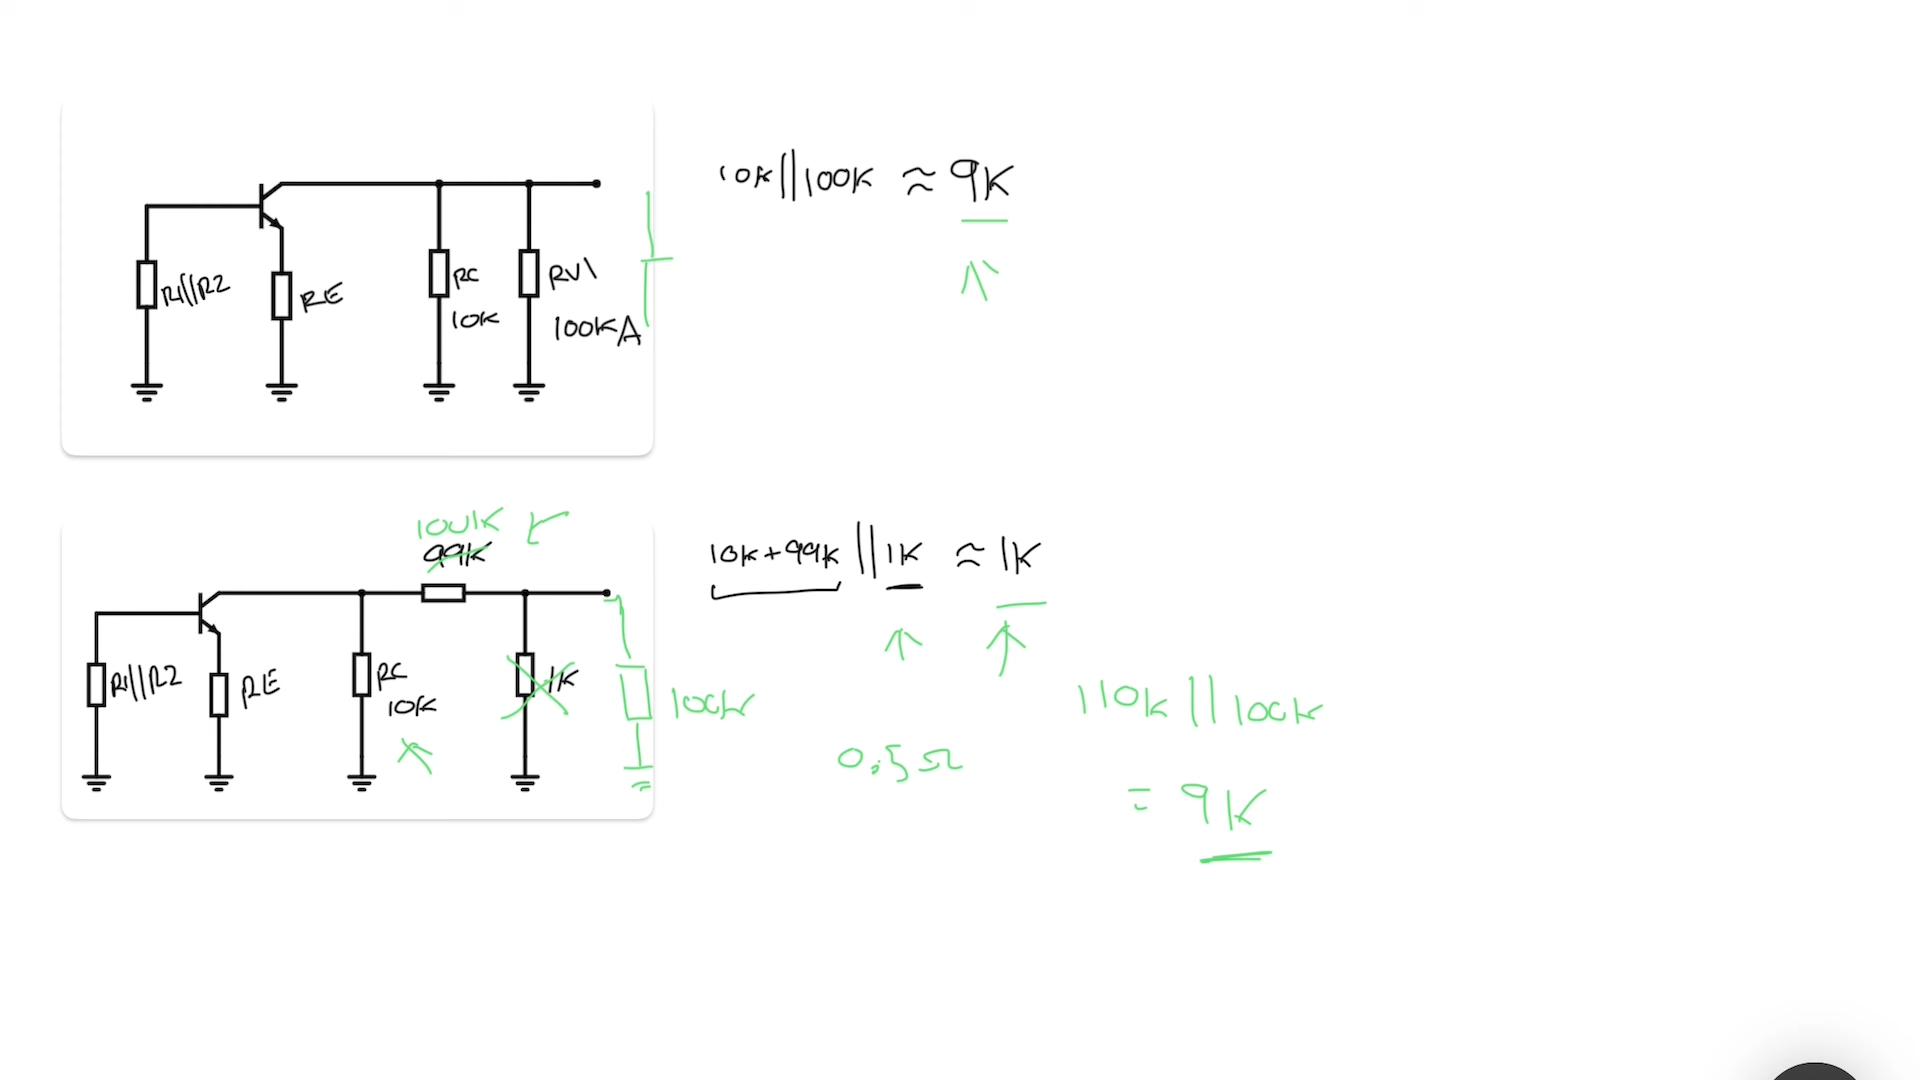 10K||100K ≈ 9K
R1//R2
RE
RC
10K
RV1
100KA
100K
99K
10K+99K || 1K ≈ 1K
R1//R2
RE
RC
10K
1K
100K
0.5Ω
110K || 100K
= 9K